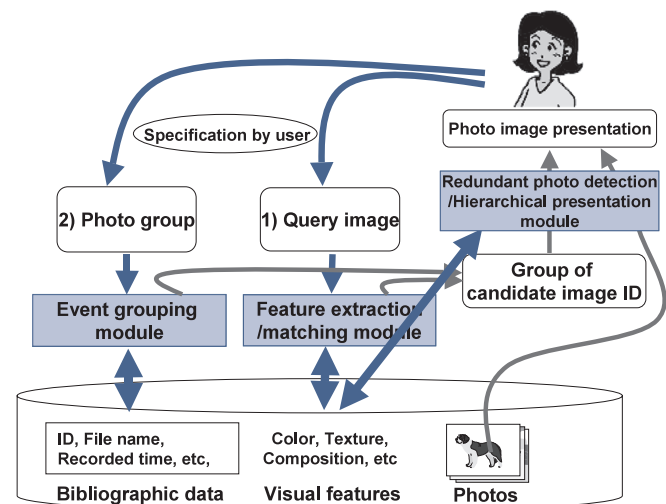 Specification by user
Photo image presentation
Redundant photo detection
/Hierarchical presentation
module
2) Photo group
1) Query image
Group of
candidate image ID
Event grouping
module
Feature extraction
/matching module
ID, File name,
Recorded time, etc,
Color, Texture,
Composition, etc
Bibliographic data
Visual features
Photos